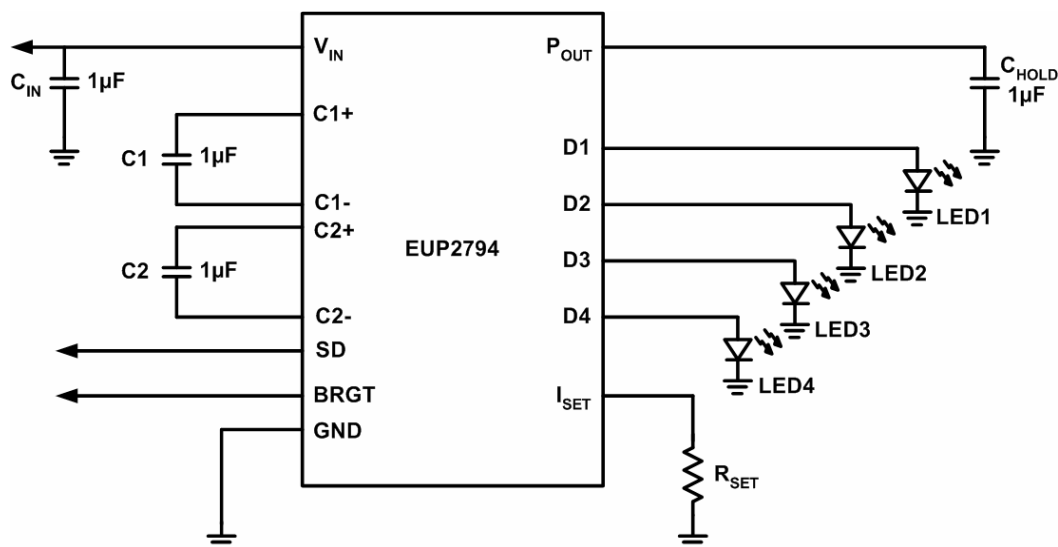 V_IN
P_OUT
C_IN
1µF
C_HOLD
1µF
C1+
C1
1µF
D1
C1-
D2
LED1
C2+
EUP2794
C2
1µF
D3
LED2
C2-
D4
LED3
SD
LED4
BRGT
I_SET
GND
R_SET